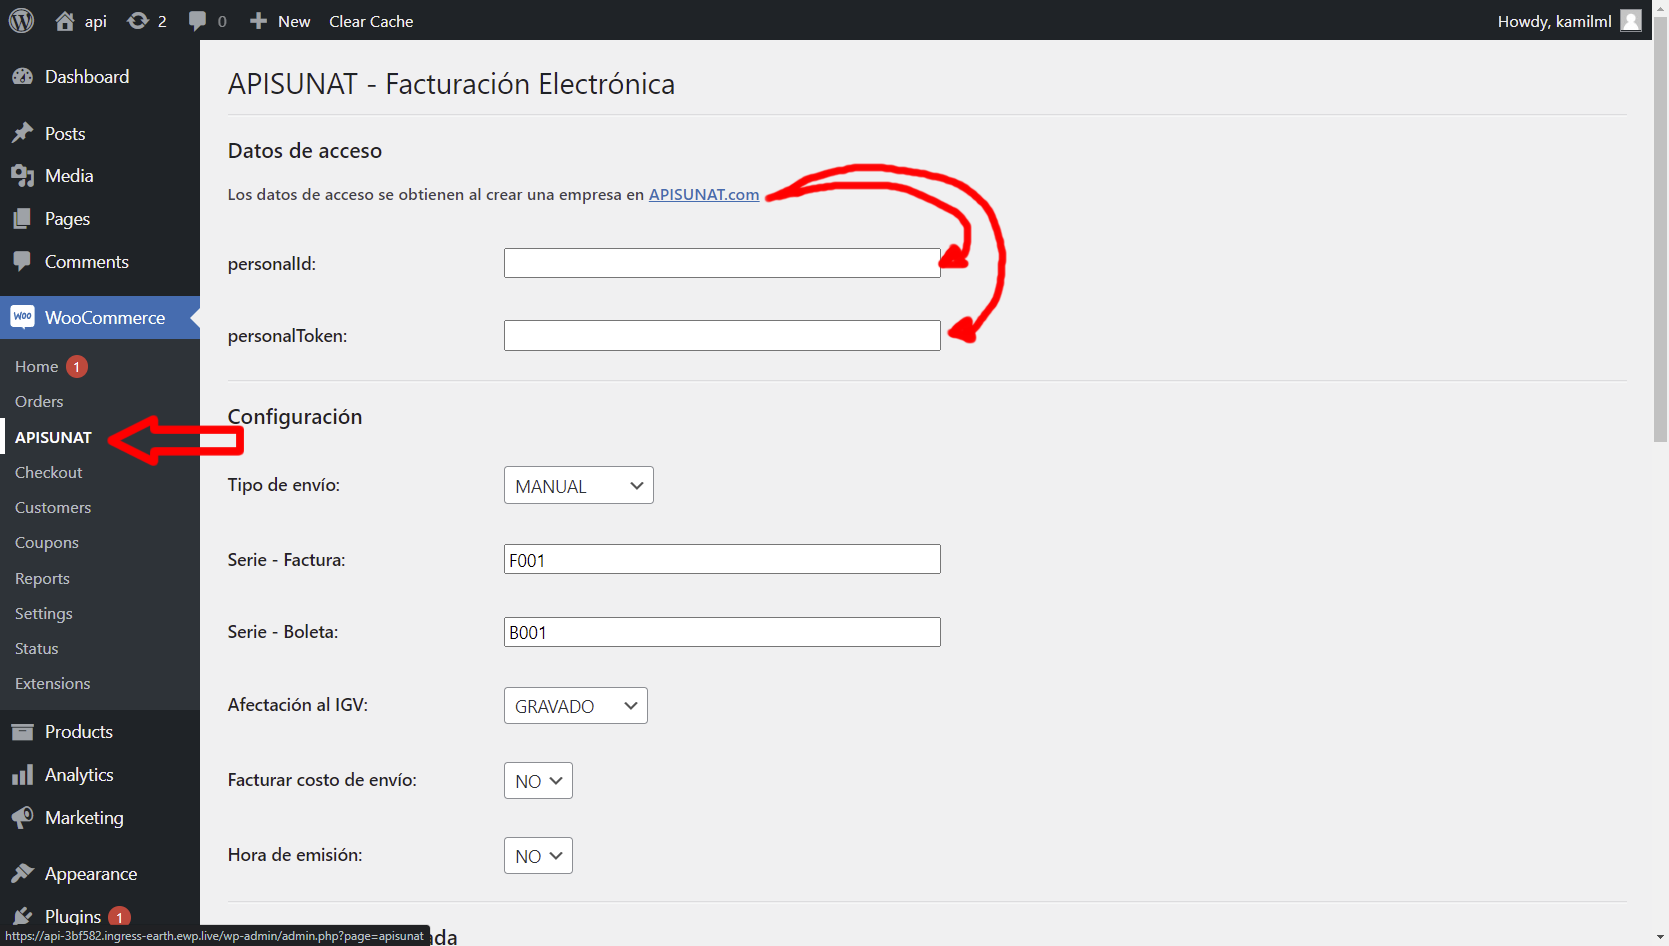 api 2 0 New Clear Cache Howdy, kamilml
Dashboard
Posts
Media
Pages
Comments
Woo WooCommerce
Home 1
Orders
APISUNAT
Checkout
Customers
Coupons
Reports
Settings
Status
Extensions
Products
Analytics
Marketing
Appearance
Plugins 1
APISUNAT - Facturación Electrónica
Datos de acceso
Los datos de acceso se obtienen al crear una empresa en APISUNAT.com
personalId:
personalToken:
Configuración
Tipo de envío: MANUAL
Serie - Factura: F001
Serie - Boleta: B001
Afectación al IGV: GRAVADO
Facturar costo de envío: NO
Hora de emisión: NO
https://api-3bf582.ingress-earth.ewp.live/wp-admin/admin.php?page=apisunat